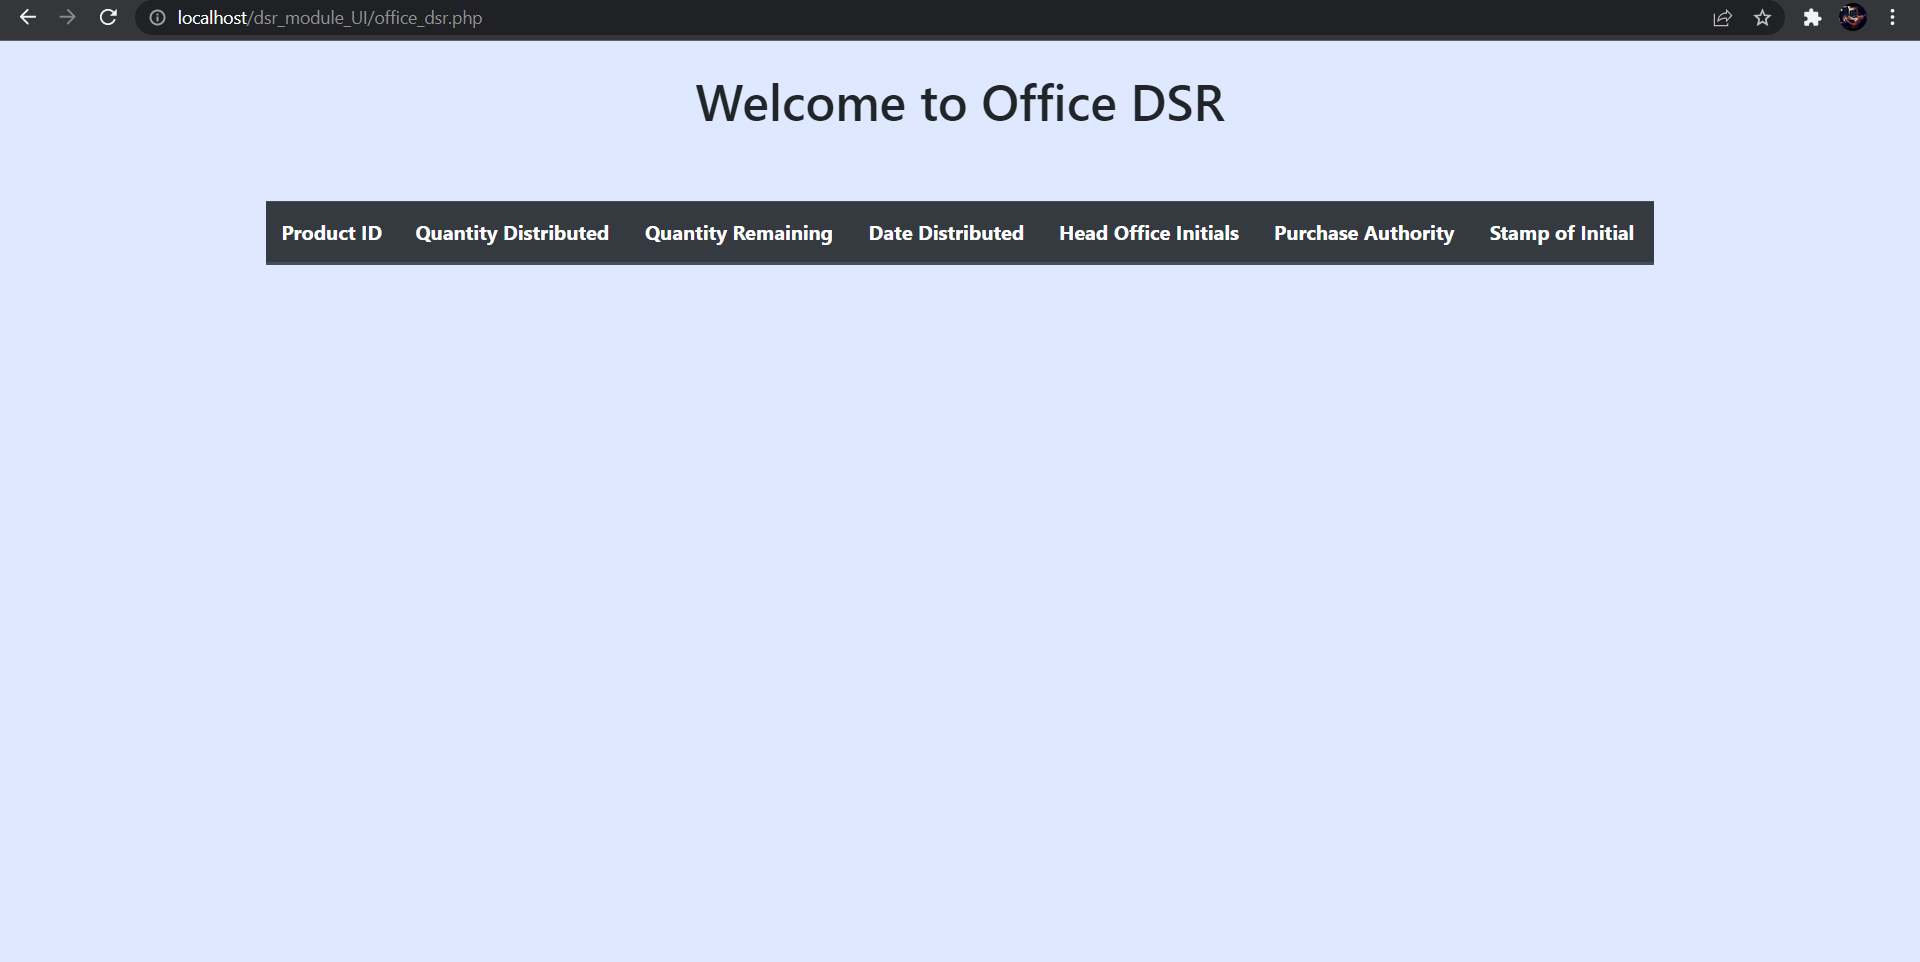 localhost/dsr_module_UI/office_dsr.php
Welcome to Office DSR
Product ID Quantity Distributed Quantity Remaining Date Distributed Head Office Initials Purchase Authority Stamp of Initial